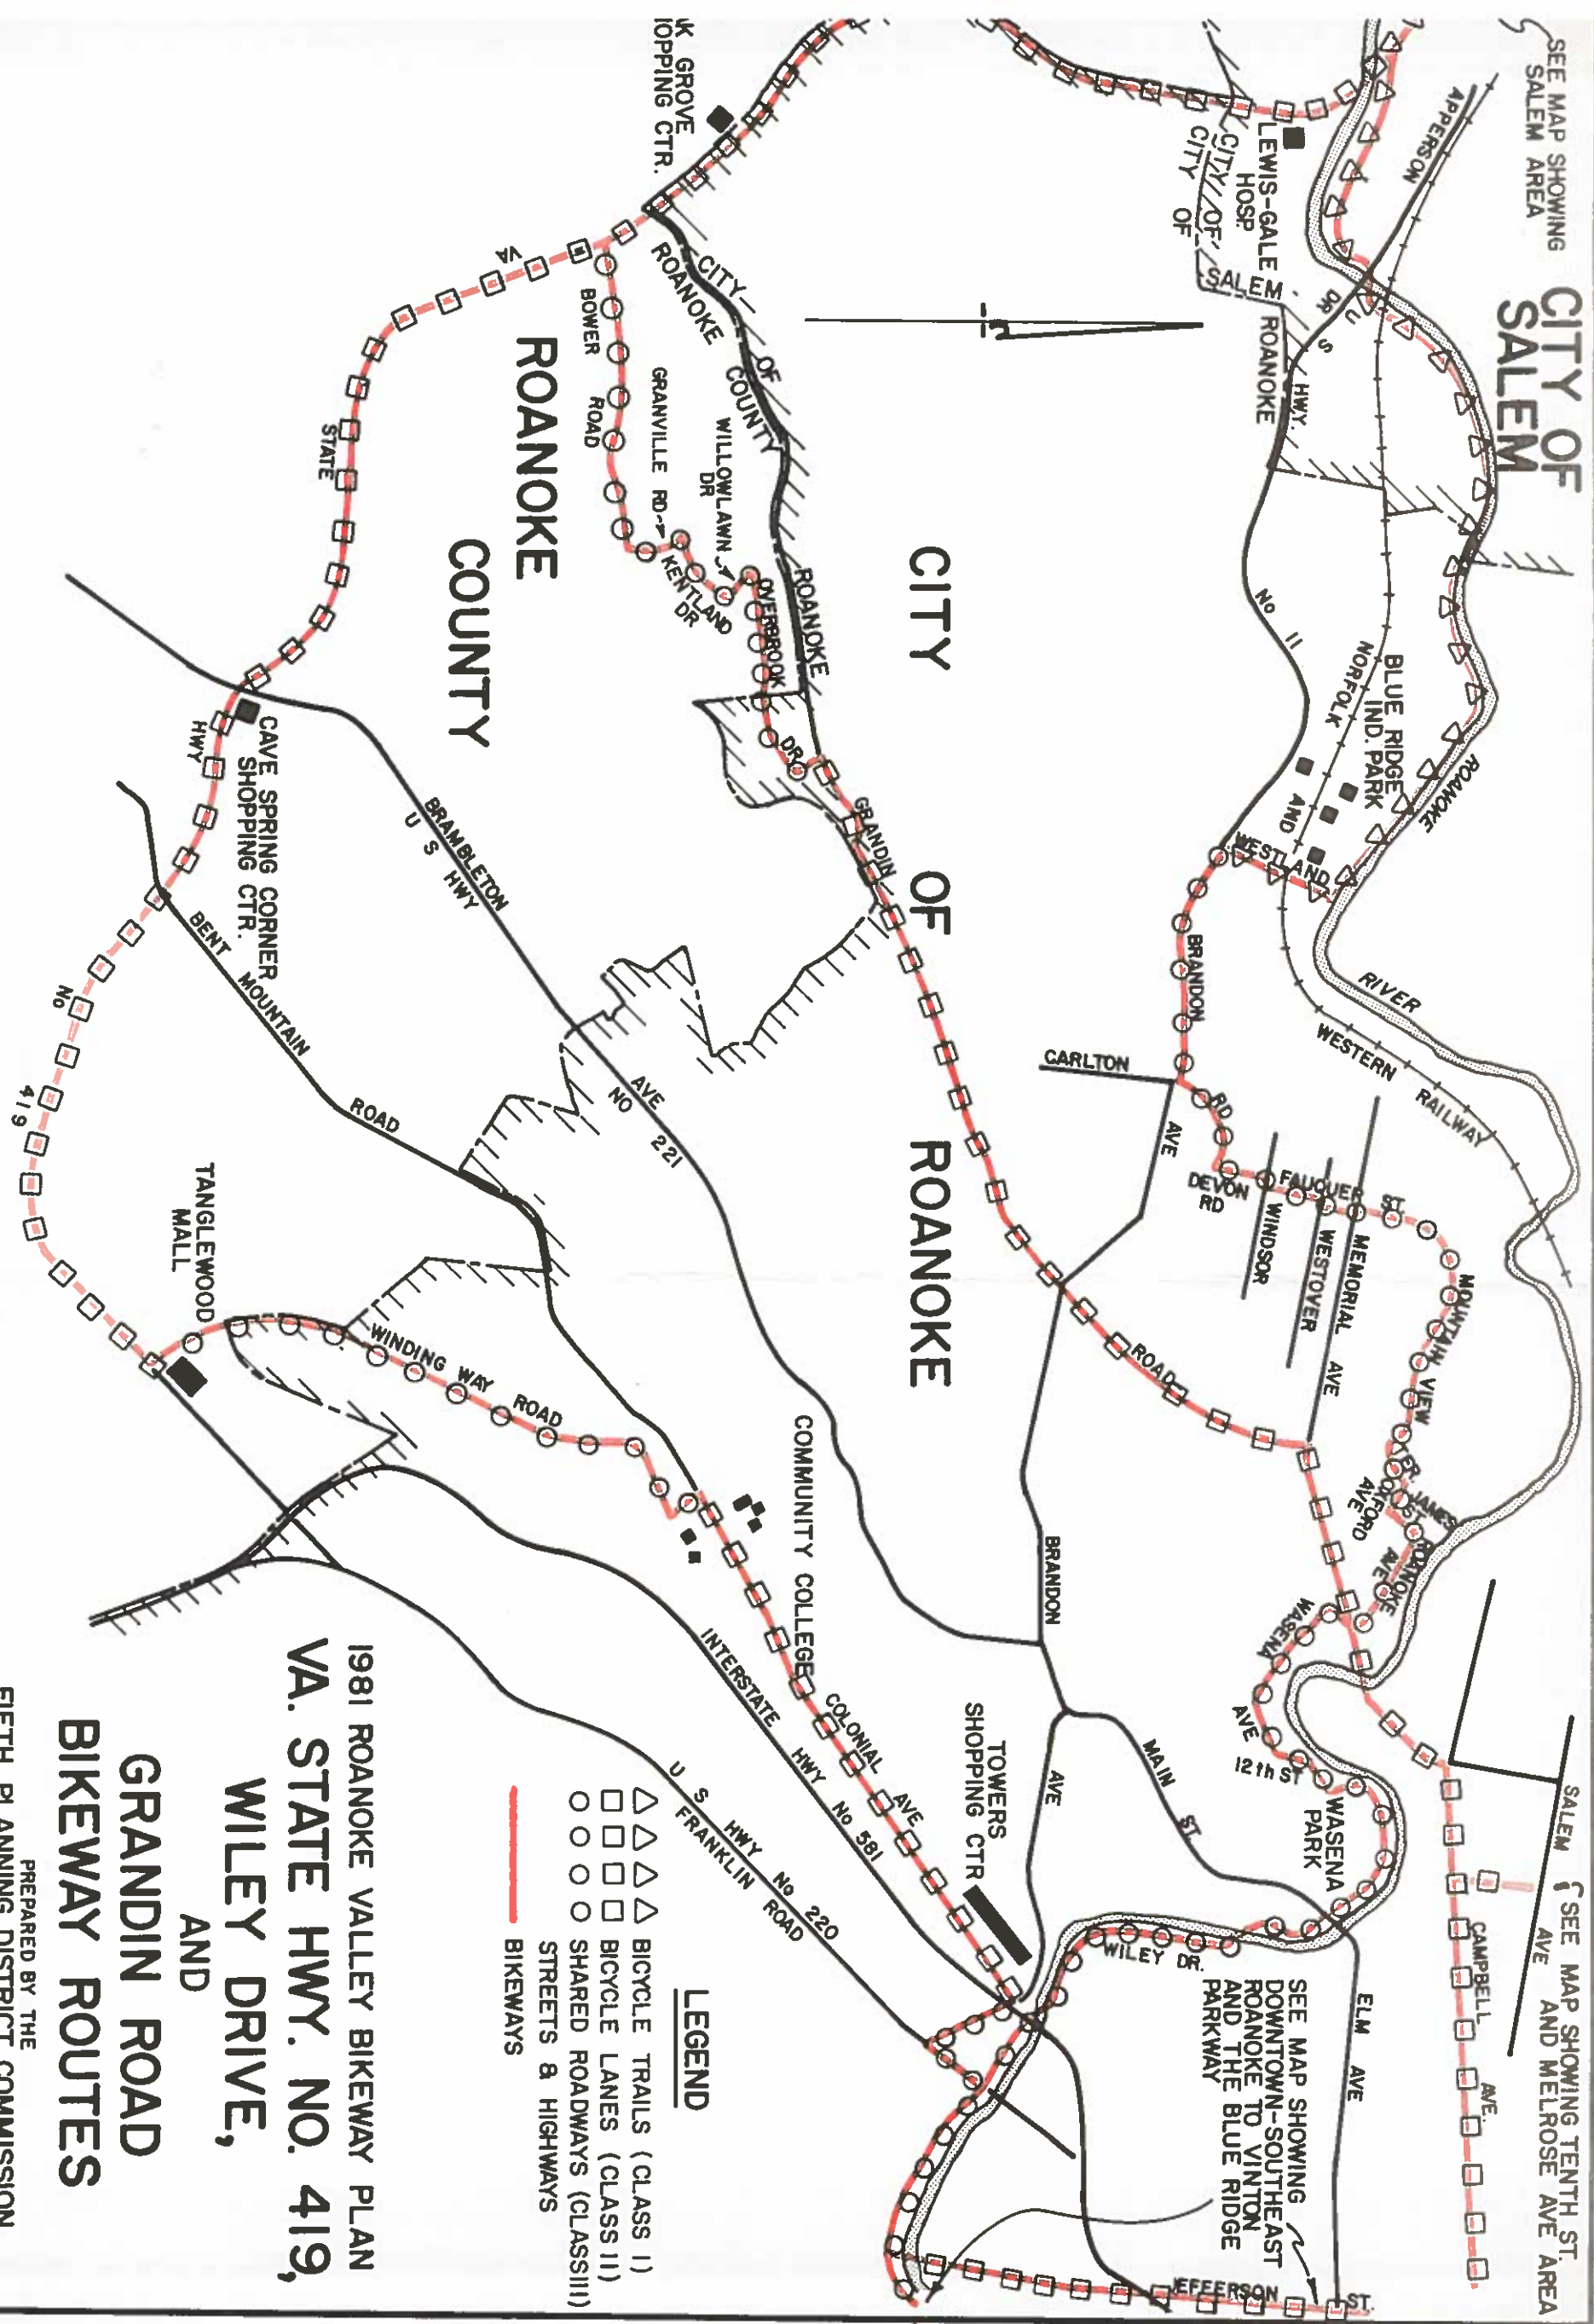 SEE MAP SHOWING
SALEM AREA
CITY OF
SALEM
APPERSON
DR
U S
HWY.
No 11
LEWIS-GALE
HOSP.
CITY OF SALEM
CITY OF ROANOKE
BLUE RIDGE
IND. PARK
NORFOLK AND WESTERN RAILWAY
ROANOKE RIVER
WESTLAND
BRANDON
RD
CARLTON
AVE
DEVON
RD
WINDSOR
FAUQUER ST.
WESTOVER
MEMORIAL AVE
MOUNTAIN VIEW
TER.
OXFORD
AVE
JAMES
ST.
ROANOKE
AVE
WASENA
AVE
12th ST
WASENA
PARK
SALEM AVE
{SEE MAP SHOWING TENTH ST.
AND MELROSE AVE AREA
CAMPBELL AVE.
ELM AVE
MAIN ST.
WILEY DR.
SEE MAP SHOWING
DOWNTOWN-SOUTHEAST
ROANOKE TO VINTON
AND THE BLUE RIDGE
PARKWAY
JEFFERSON ST.
K GROVE
OPPING CTR.
CITY OF ROANOKE
ROANOKE COUNTY
BOWER ROAD
GRANVILLE RD
WILLOWLAWN
DR
KENTLAND
DR
OVERBROOK DR
GRANDIN ROAD
CITY OF ROANOKE
ROANOKE
COUNTY
VA
STATE HWY No 419
CAVE SPRING CORNER
SHOPPING CTR.
BRAMBLETON AVE
U S HWY NO 221
BENT MOUNTAIN ROAD
TANGLEWOOD
MALL
WINDING WAY ROAD
COMMUNITY COLLEGE
COLONIAL AVE
BRANDON AVE
TOWERS
SHOPPING CTR
INTERSTATE HWY No 581
U S HWY No 220
FRANKLIN ROAD
LEGEND
BICYCLE TRAILS (CLASS I)
BICYCLE LANES (CLASS II)
SHARED ROADWAYS (CLASS III)
STREETS & HIGHWAYS
BIKEWAYS
1981 ROANOKE VALLEY BIKEWAY PLAN
VA. STATE HWY. NO. 419,
WILEY DRIVE,
AND
GRANDIN ROAD
BIKEWAY ROUTES
PREPARED BY THE
FIFTH PLANNING DISTRICT COMMISSION